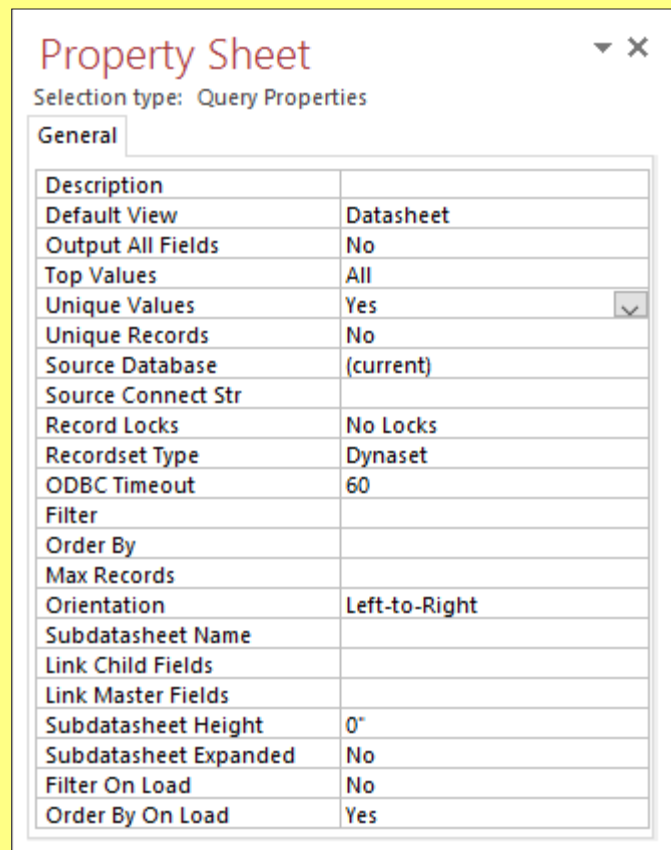 Property Sheet
Selection type: Query Properties
General
Description
Default View Datasheet
Output All Fields No
Top Values All
Unique Values Yes
Unique Records No
Source Database (current)
Source Connect Str
Record Locks No Locks
Recordset Type Dynaset
ODBC Timeout 60
Filter
Order By
Max Records
Orientation Left-to-Right
Subdatasheet Name
Link Child Fields
Link Master Fields
Subdatasheet Height 0"
Subdatasheet Expanded No
Filter On Load No
Order By On Load Yes